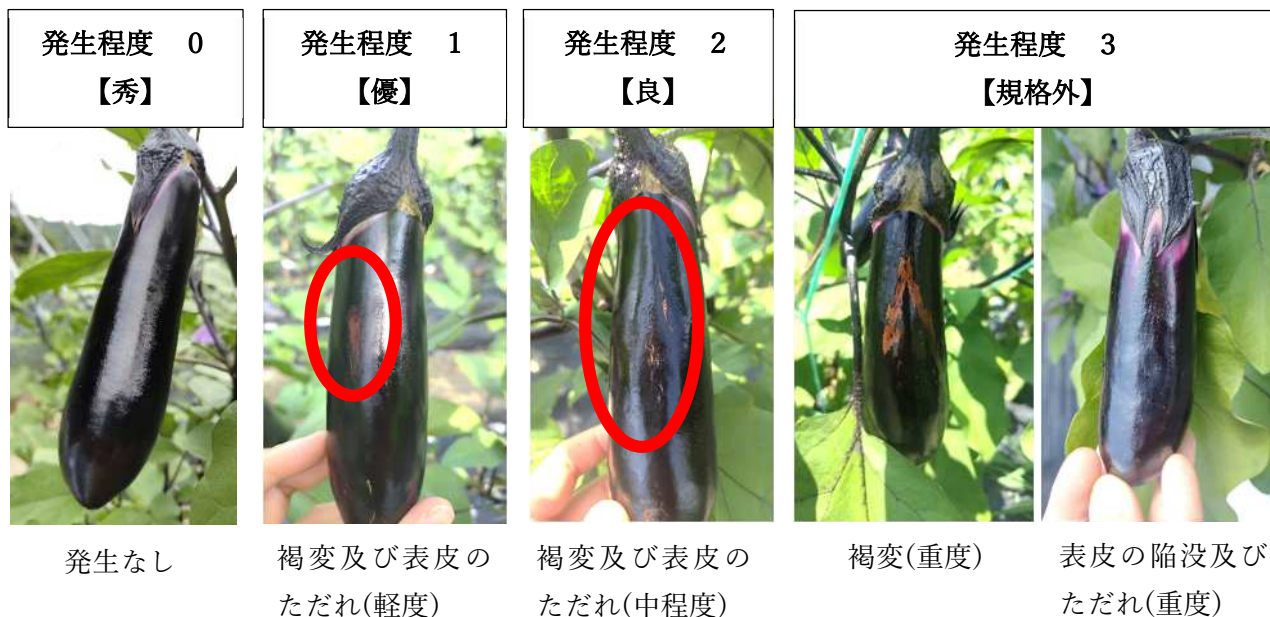 発生程度　0
【秀】
発生程度　1
【優】
発生程度　2
【良】
発生程度　3
【規格外】
発生なし
褐変及び表皮の
ただれ(軽度)
褐変及び表皮の
ただれ(中程度)
褐変(重度)
表皮の陥没及び
ただれ(重度)